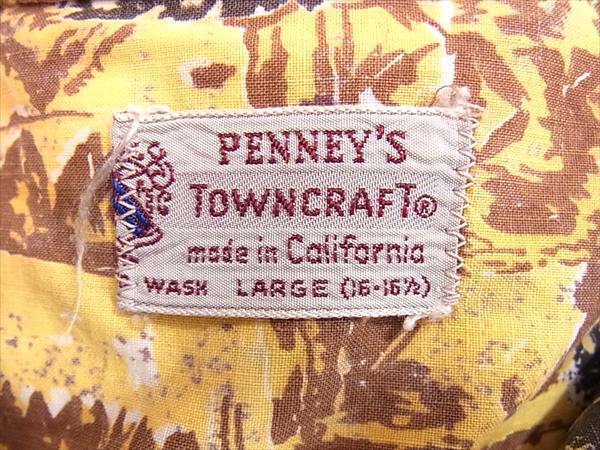 PENNEY'S
TOWNCRAFT®
made in California
WASH LARGE (16-16½)